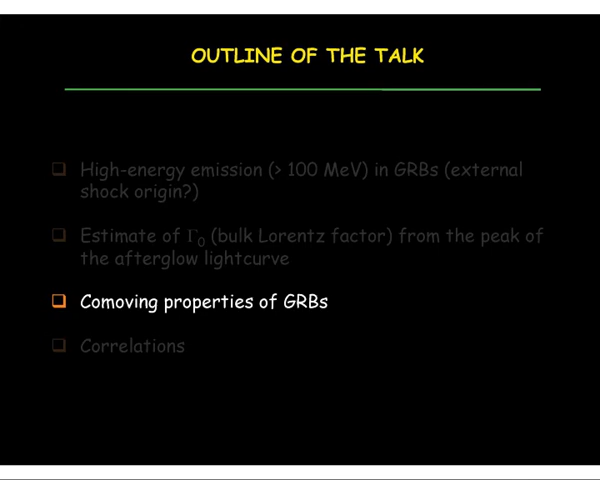 OUTLINE OF THE TALK
❑ High-energy emission (> 100 MeV) in GRBs (external
shock origin?)
❑ Estimate of Γ₀ (bulk Lorentz factor) from the peak of
the afterglow lightcurve
❑ Comoving properties of GRBs
❑ Correlations